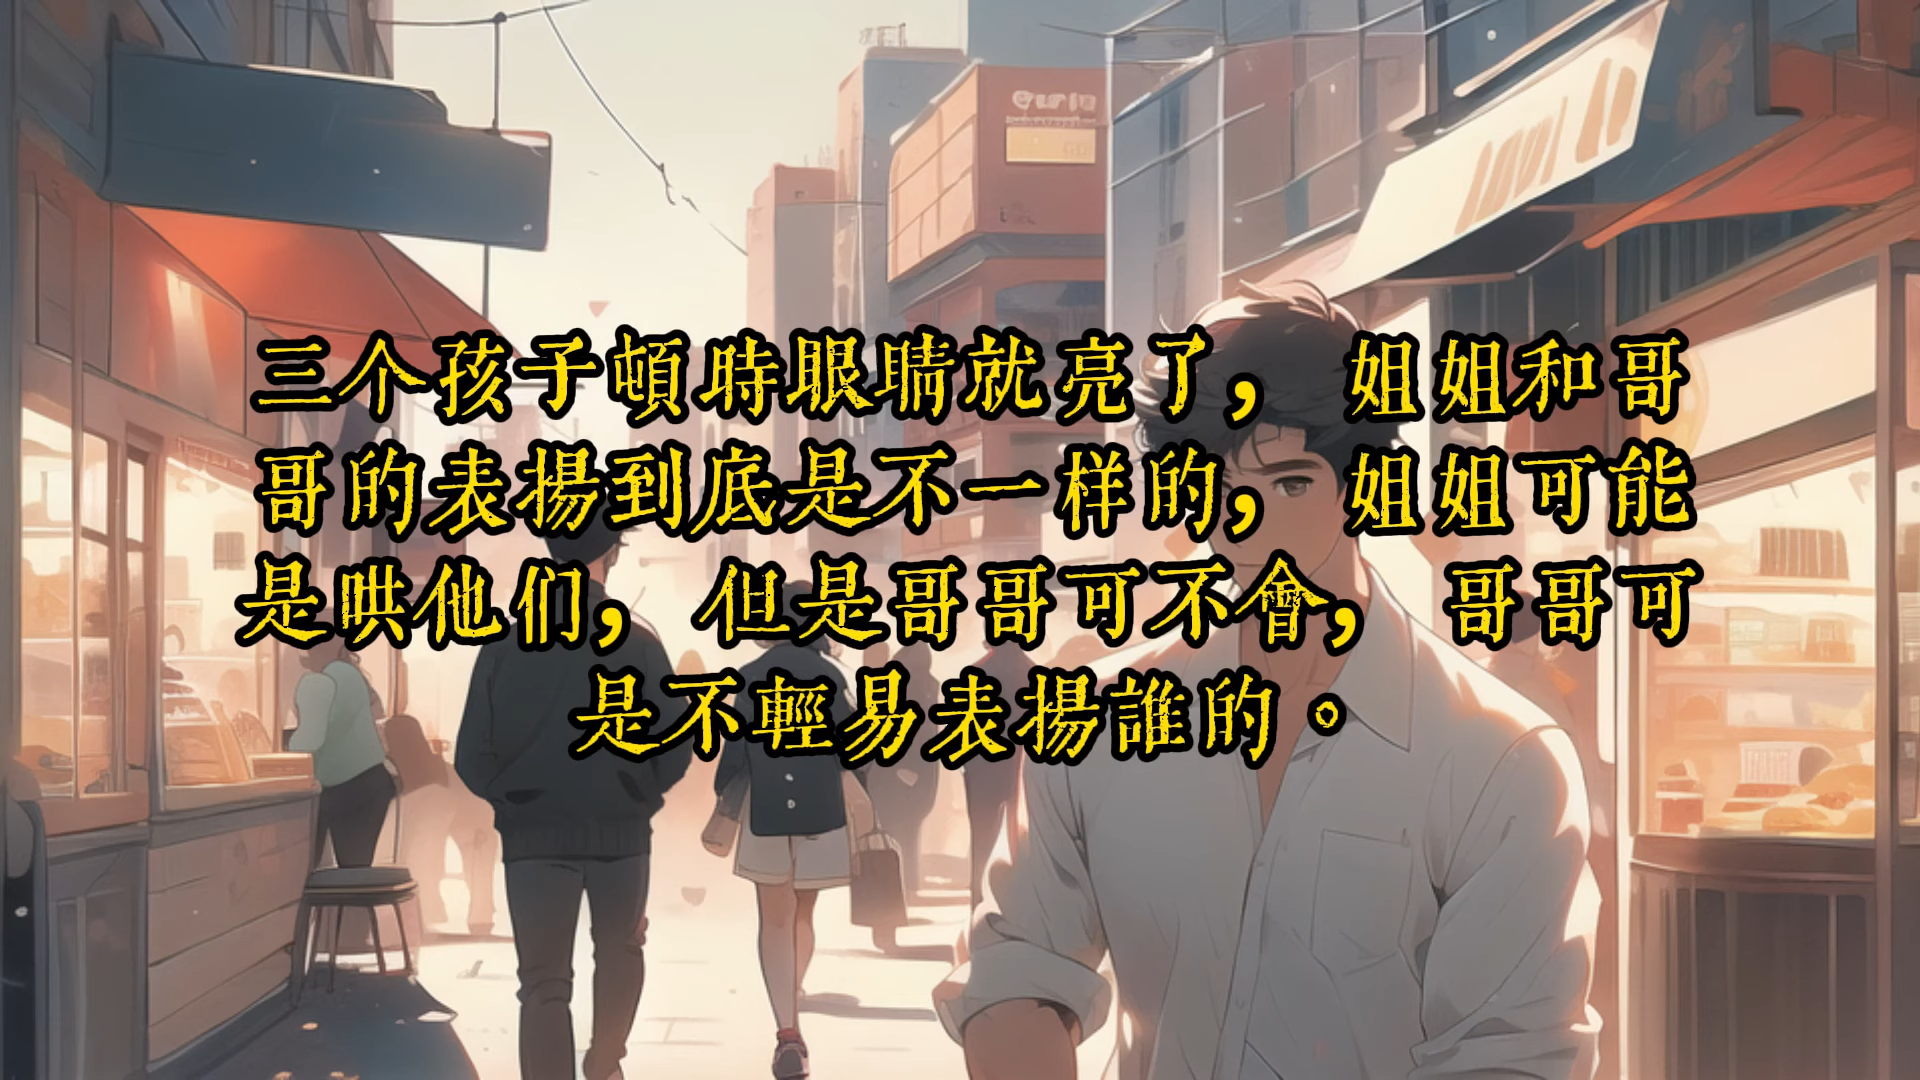 三个孩子頓時眼睛就亮了，姐姐和哥
哥的表揚到底是不一样的，姐姐可能
是哄他们，但是哥哥可不會，哥哥可
是不輕易表揚誰的。